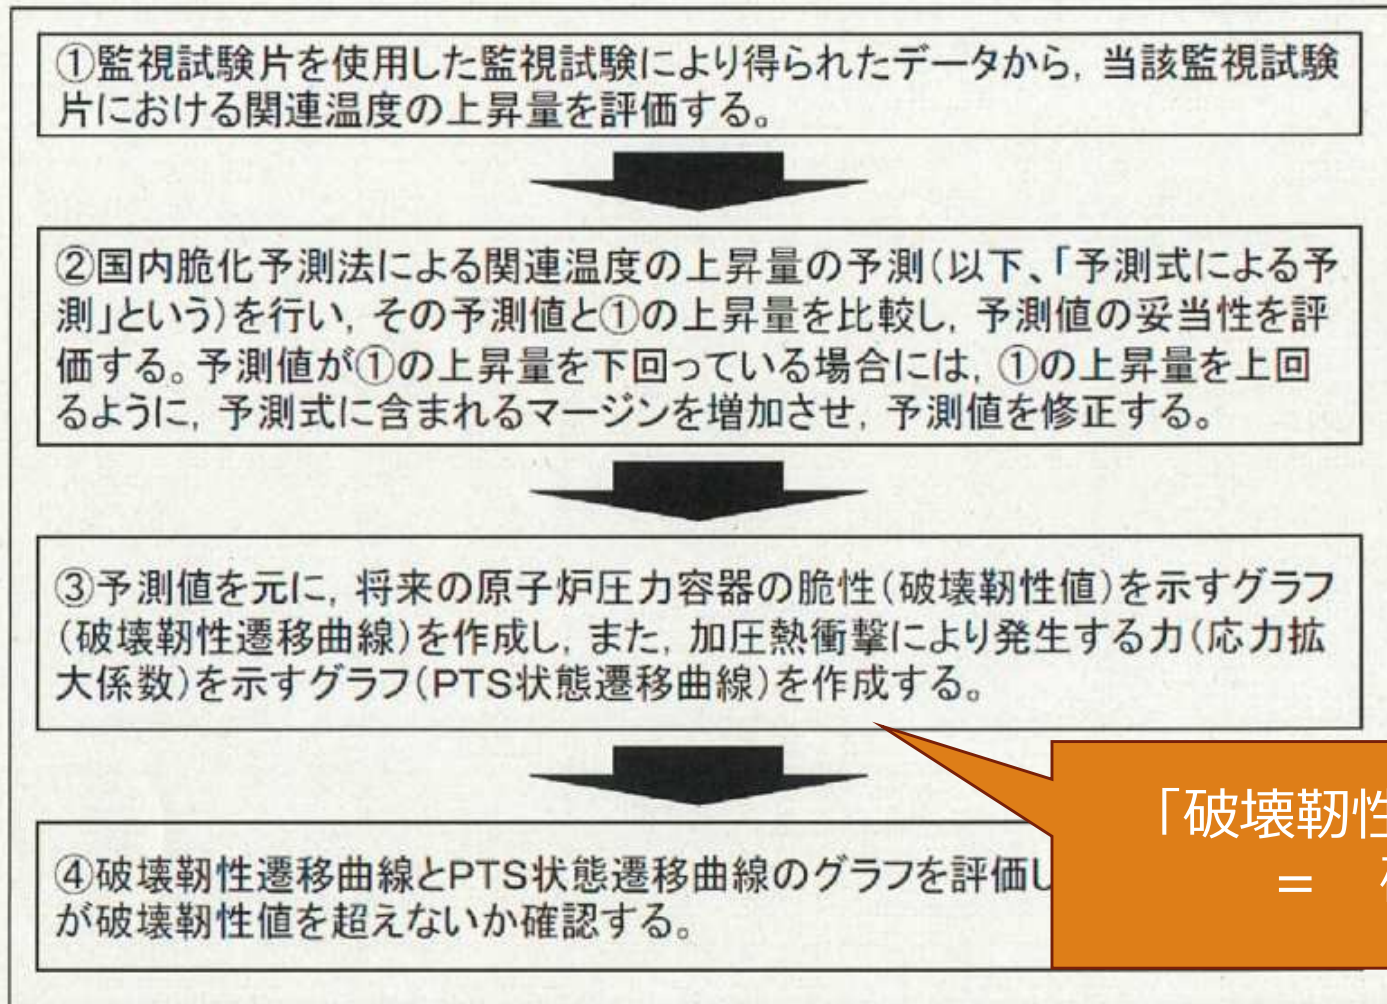 ①監視試験片を使用した監視試験により得られたデータから，当該監視試験
片における関連温度の上昇量を評価する。
②国内脆化予測法による関連温度の上昇量の予測(以下、「予測式による予
測」という)を行い，その予測値と①の上昇量を比較し，予測値の妥当性を評
価する。予測値が①の上昇量を下回っている場合には，①の上昇量を上回
るように，予測式に含まれるマージンを増加させ，予測値を修正する。
③予測値を元に，将来の原子炉圧力容器の脆性(破壊靭性値)を示すグラフ
(破壊靭性遷移曲線)を作成し，また，加圧熱衝撃により発生する力(応力拡
大係数)を示すグラフ(PTS状態遷移曲線)を作成する。
④破壊靭性遷移曲線とPTS状態遷移曲線のグラフを評価し
が破壊靭性値を超えないか確認する。
「破壊靭性
＝